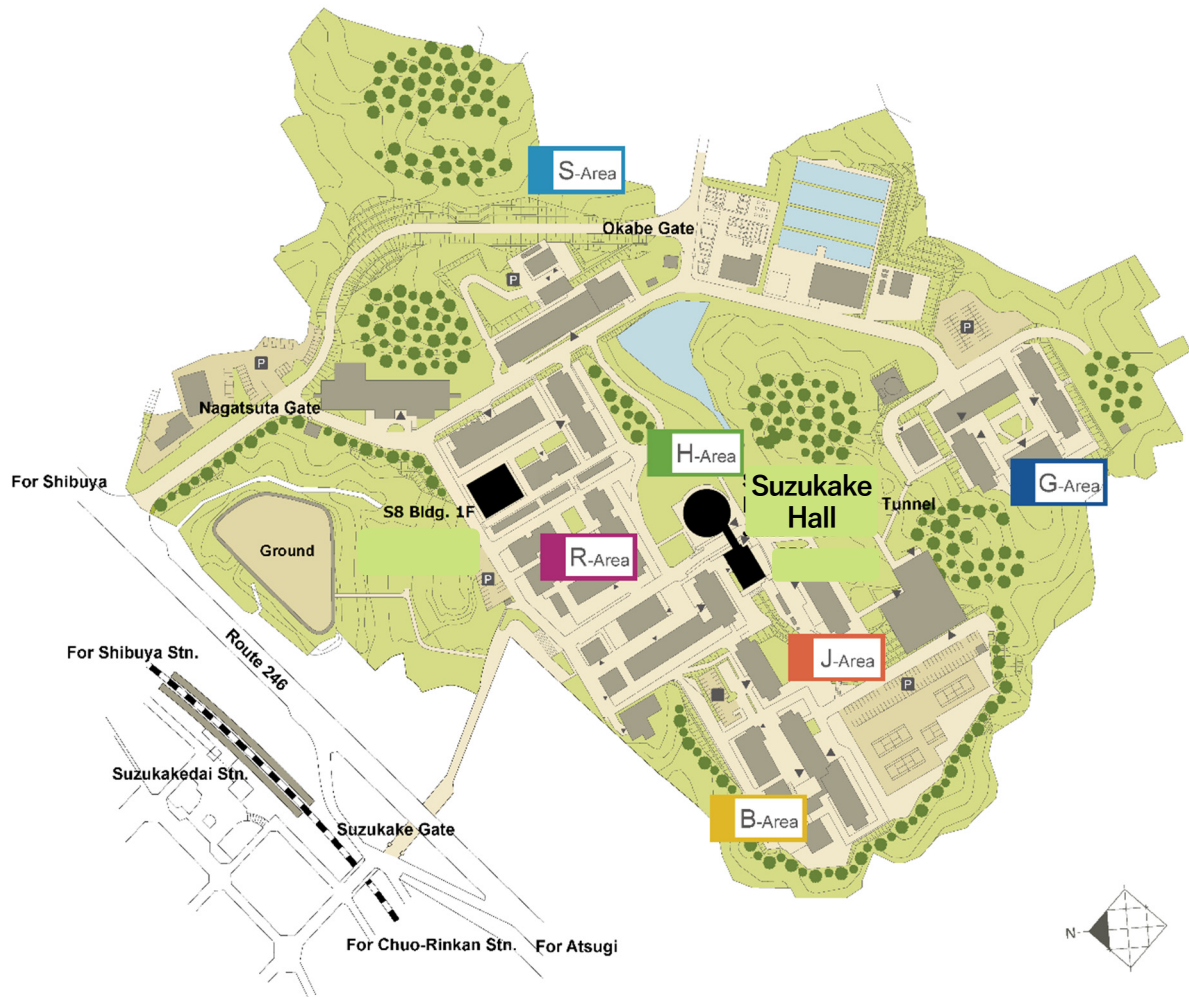 S-Area
Okabe Gate
P
P
P
Nagatsuta Gate
H-Area
Suzukake
Hall
G-Area
For Shibuya
S8 Bldg. 1F
Tunnel
Ground
R-Area
P
Route 246
For Shibuya Stn.
J-Area
P
Suzukakedai Stn.
B-Area
Suzukake Gate
N
For Chuo-Rinkan Stn.
For Atsugi